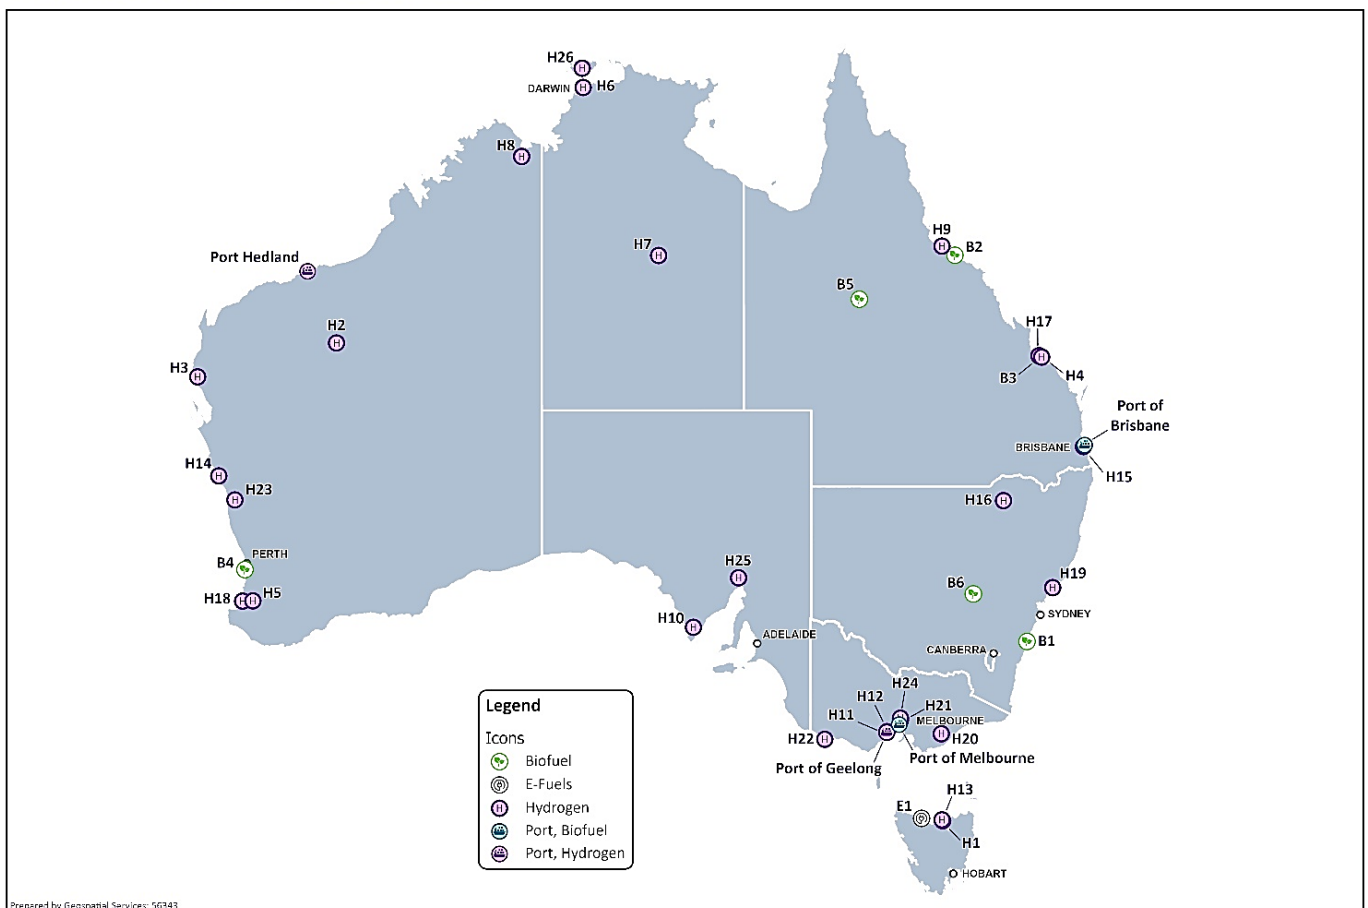 H26
DARWIN
H6
H8
H9
B2
H7
Port Hedland
B5
H2
H17
H3
B3
H4
Port of
Brisbane
BRISBANE
H15
H14
H23
H16
PERTH
B4
H25
H18
H5
B6
H19
SYDNEY
H10
ADELAIDE
B1
CANBERRA
H24
H12
H21
H11
MELBOURNE
H22
H20
Port of Geelong
Port of Melbourne
H13
E1
H1
HOBART
Legend
Icons
Biofuel
E-Fuels
H
Hydrogen
Port, Biofuel
Port, Hydrogen
Prepared by Geospatial Services: 56343